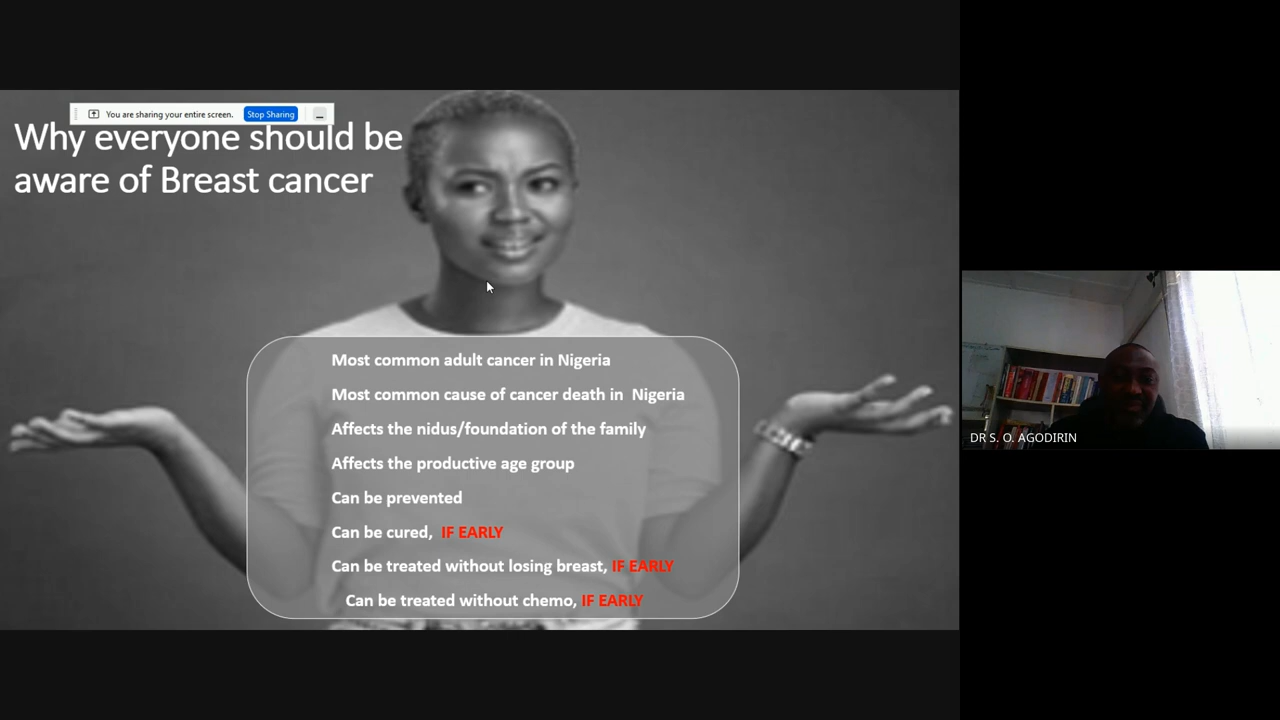 You are sharing your entire screen. Stop Sharing
Why everyone should be
aware of Breast cancer
Most common adult cancer in Nigeria
Most common cause of cancer death in Nigeria
Affects the nidus/foundation of the family
Affects the productive age group
Can be prevented
Can be cured, IF EARLY
Can be treated without losing breast, IF EARLY
Can be treated without chemo, IF EARLY
DR S. O. AGODIRIN